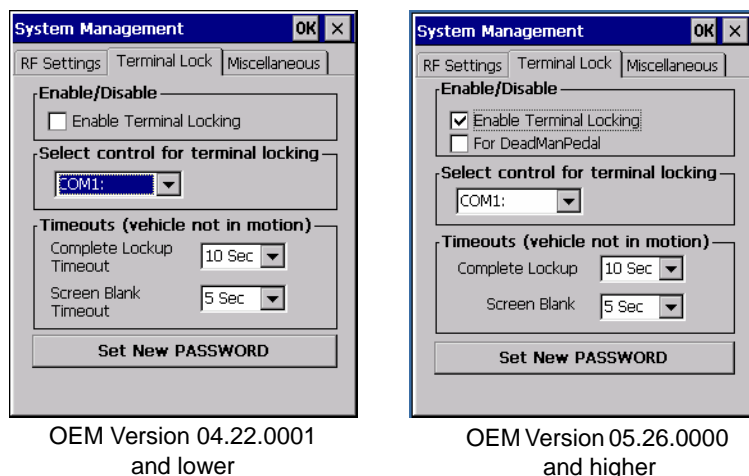 System Management OK ×
RF Settings Terminal Lock Miscellaneous
Enable/Disable
Enable Terminal Locking
Select control for terminal locking
COM1:
Timeouts (vehicle not in motion)
Complete Lockup
Timeout
10 Sec
Screen Blank
Timeout
5 Sec
Set New PASSWORD
OEM Version 04.22.0001
and lower
System Management OK ×
RF Settings Terminal Lock Miscellaneous
Enable/Disable
Enable Terminal Locking
For DeadManPedal
Select control for terminal locking
COM1:
Timeouts (vehicle not in motion)
Complete Lockup 10 Sec
Screen Blank 5 Sec
Set New PASSWORD
OEM Version 05.26.0000
and higher